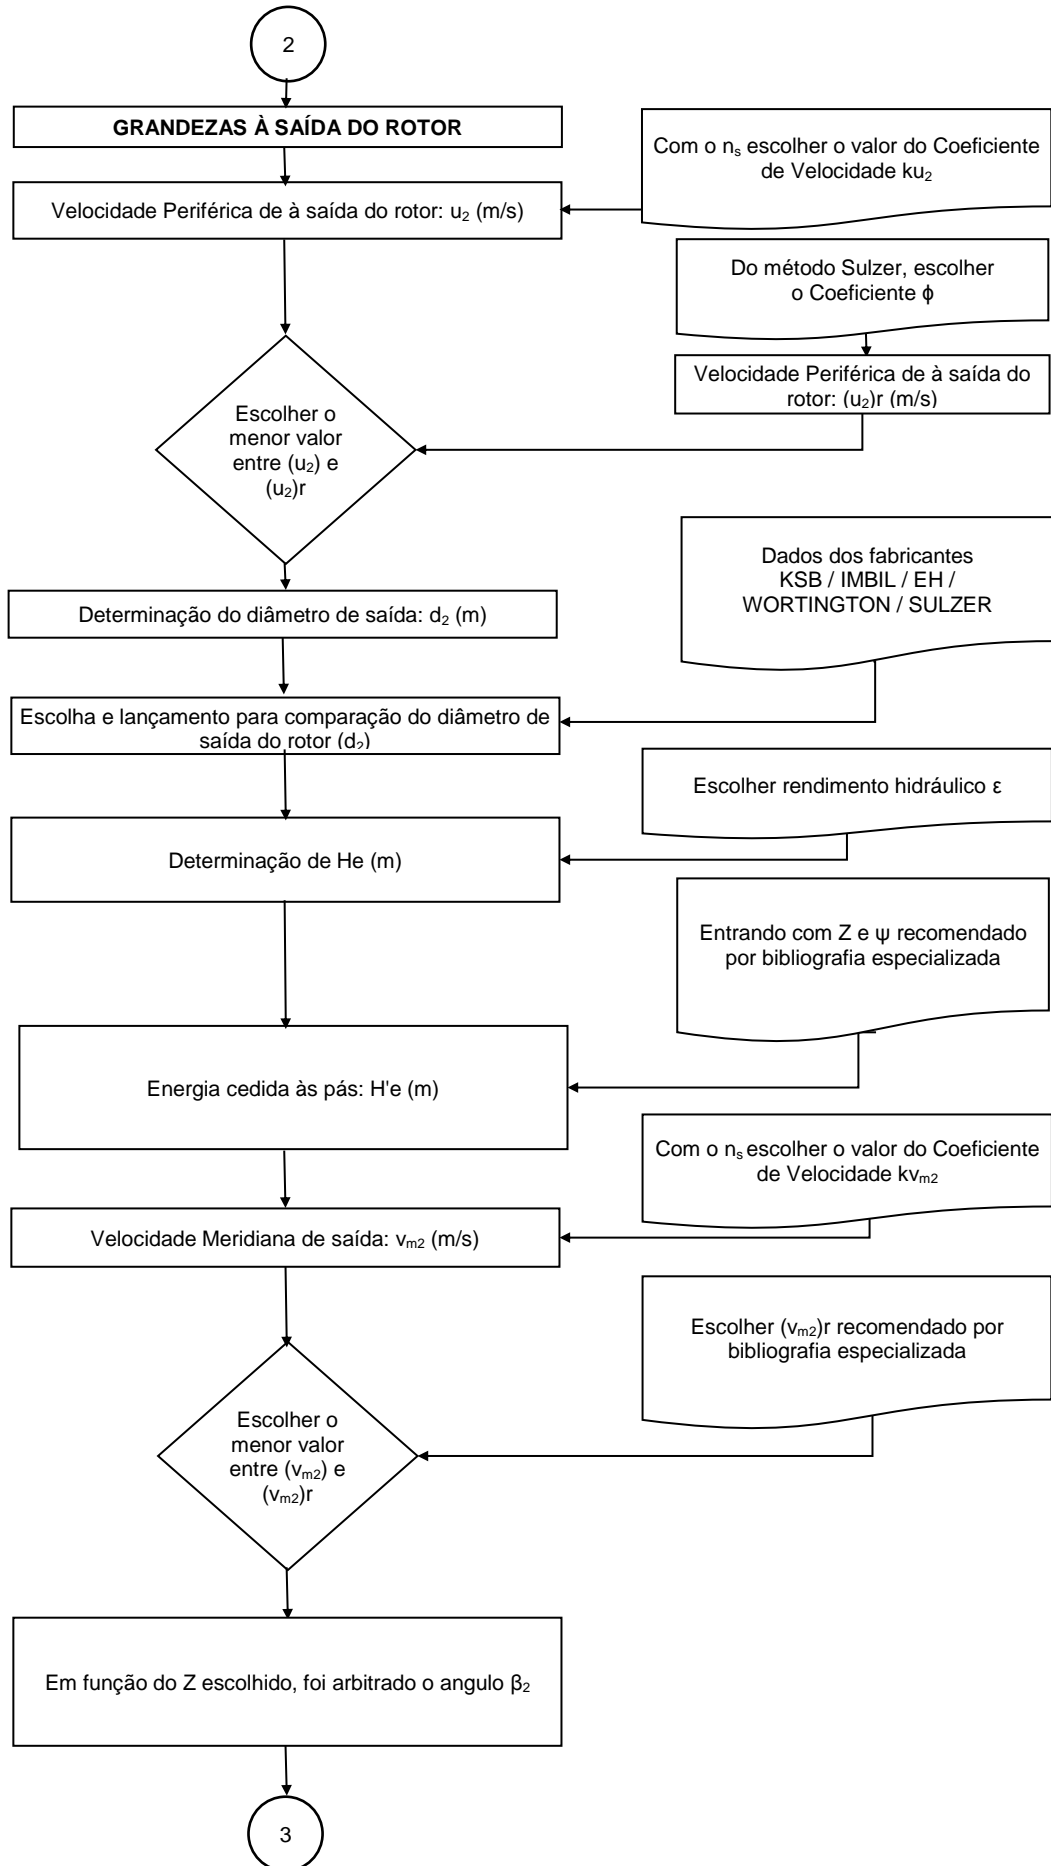 2
GRANDEZAS À SAÍDA DO ROTOR
Com o nₛ escolher o valor do Coeficiente
de Velocidade ku₂
Velocidade Periférica de à saída do rotor: u₂ (m/s)
Do método Sulzer, escolher
o Coeficiente ϕ
Velocidade Periférica de à saída do
rotor: (u₂)r (m/s)
Escolher o
menor valor
entre (u₂) e
(u₂)r
Dados dos fabricantes
KSB / IMBIL / EH /
WORTINGTON / SULZER
Determinação do diâmetro de saída: d₂ (m)
Escolha e lançamento para comparação do diâmetro de
saída do rotor (d₂)
Escolher rendimento hidráulico ε
Determinação de He (m)
Entrando com Z e ψ recomendado
por bibliografia especializada
Energia cedida às pás: H'e (m)
Com o nₛ escolher o valor do Coeficiente
de Velocidade kvₘ₂
Velocidade Meridiana de saída: vₘ₂ (m/s)
Escolher (vₘ₂)r recomendado por
bibliografia especializada
Escolher o
menor valor
entre (vₘ₂) e
(vₘ₂)r
Em função do Z escolhido, foi arbitrado o angulo β₂
3